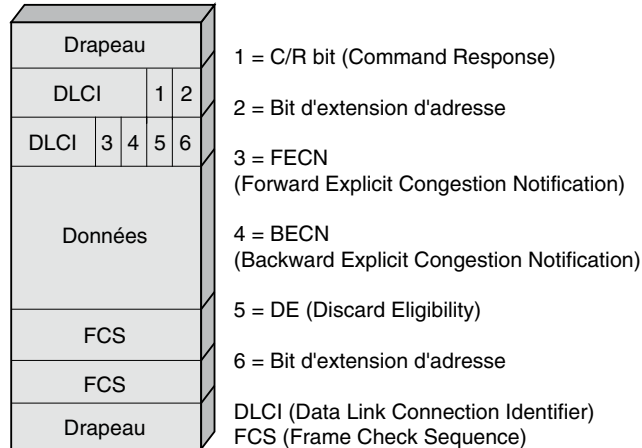 Drapeau
DLCI 1 2
DLCI 3 4 5 6
Données
FCS
FCS
Drapeau
1 = C/R bit (Command Response)
2 = Bit d'extension d'adresse
3 = FECN
(Forward Explicit Congestion Notification)
4 = BECN
(Backward Explicit Congestion Notification)
5 = DE (Discard Eligibility)
6 = Bit d'extension d'adresse
DLCI (Data Link Connection Identifier)
FCS (Frame Check Sequence)